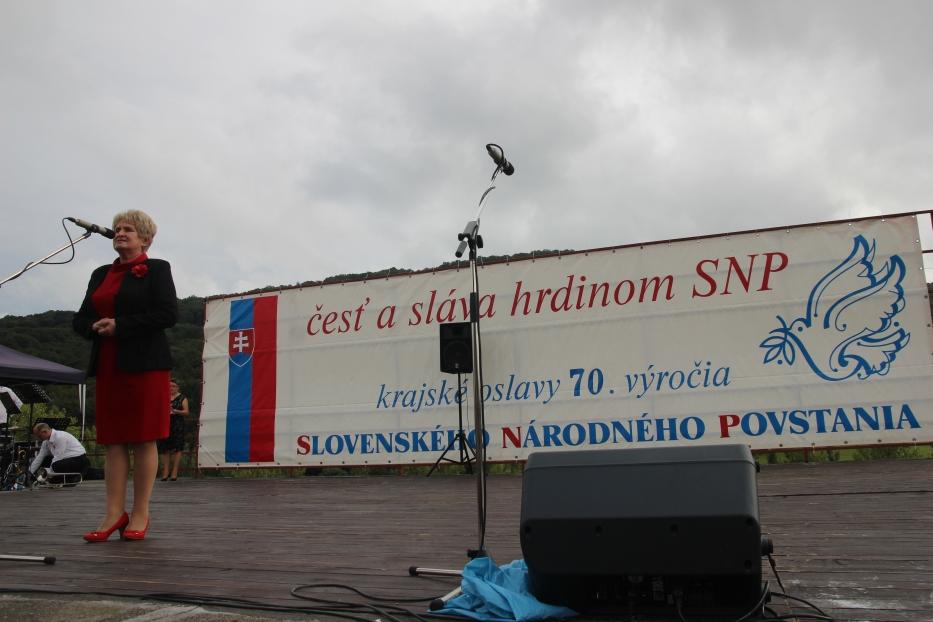 česť a sláva hrdinom SNP
krajské oslavy 70. výročia
SLOVENSKÉHO NÁRODNÉHO POVSTANIA